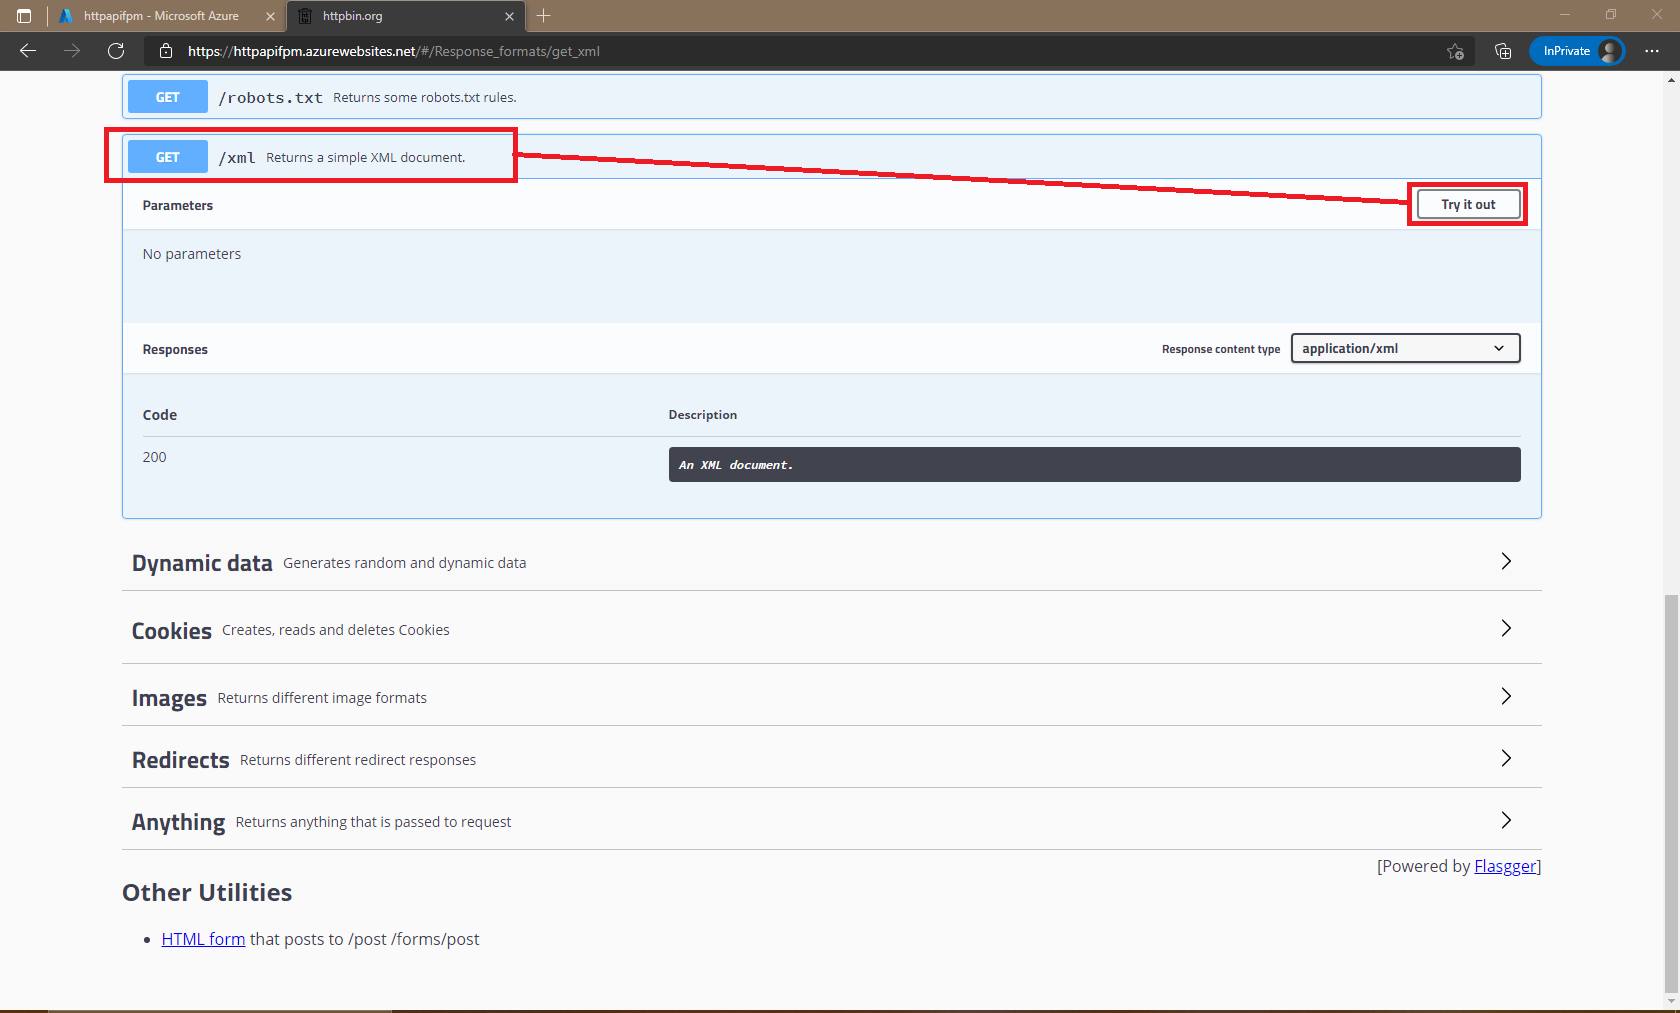 httpapifpm - Microsoft Azure
httpbin.org
https://httpapifpm.azurewebsites.net/#/Response_formats/get_xml
InPrivate
GET /robots.txt Returns some robots.txt rules.
GET /xml Returns a simple XML document.
Parameters
Try it out
No parameters
Responses
Response content type application/xml
Code Description
200 An XML document.
Dynamic data Generates random and dynamic data
Cookies Creates, reads and deletes Cookies
Images Returns different image formats
Redirects Returns different redirect responses
Anything Returns anything that is passed to request
[Powered by Flasgger]
Other Utilities
• HTML form that posts to /post /forms/post